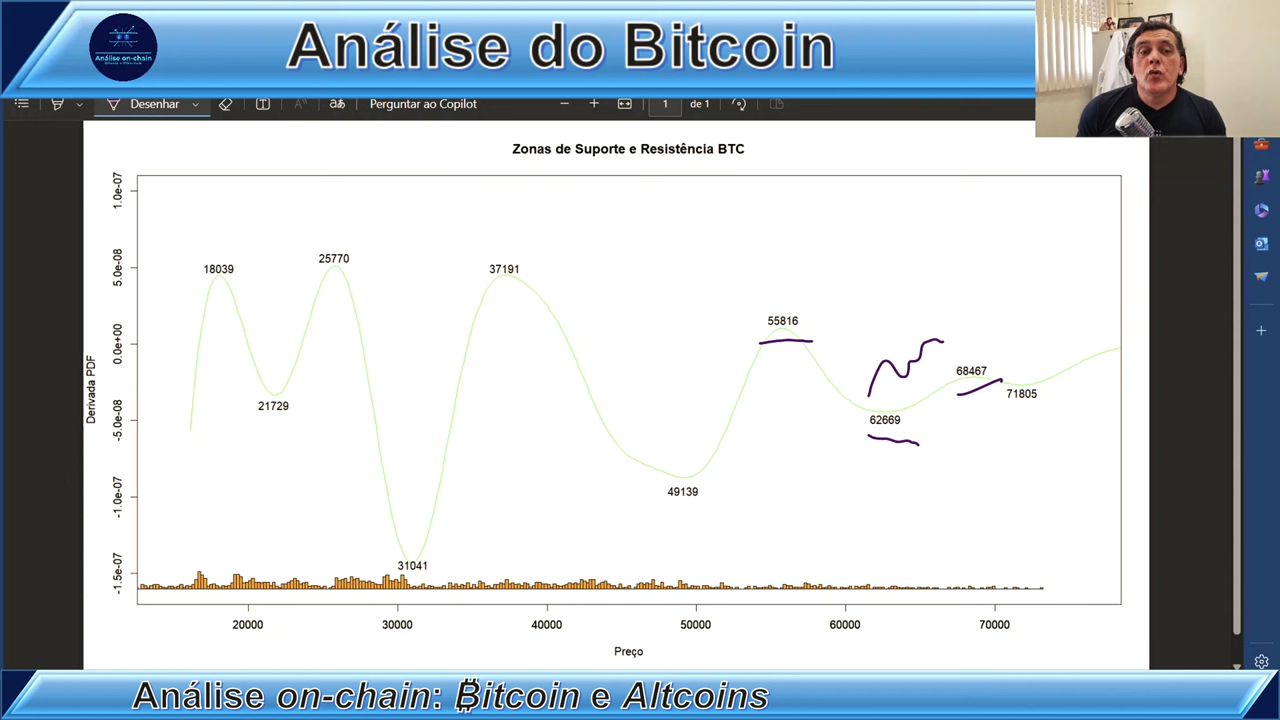 Análise do Bitcoin
Análise on-chain
Desenhar
aあ
Perguntar ao Copilot
1
de 1
Zonas de Suporte e Resistência BTC
Derivada PDF
1.0e-07
5.0e-08
0.0e+00
-5.0e-08
-1.0e-07
-1.5e-07
18039
25770
37191
55816
68467
71805
62669
21729
49139
31041
20000
30000
40000
50000
60000
70000
Preço
Análise on-chain: ₿itcoin e Altcoins